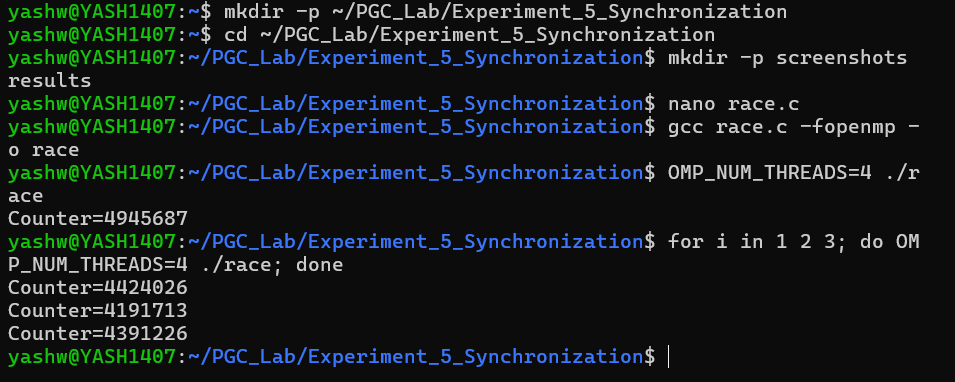 yashw@YASH1407:~$ mkdir -p ~/PGC_Lab/Experiment_5_Synchronization
yashw@YASH1407:~$ cd ~/PGC_Lab/Experiment_5_Synchronization
yashw@YASH1407:~/PGC_Lab/Experiment_5_Synchronization$ mkdir -p screenshots
results
yashw@YASH1407:~/PGC_Lab/Experiment_5_Synchronization$ nano race.c
yashw@YASH1407:~/PGC_Lab/Experiment_5_Synchronization$ gcc race.c -fopenmp -
o race
yashw@YASH1407:~/PGC_Lab/Experiment_5_Synchronization$ OMP_NUM_THREADS=4 ./r
ace
Counter=4945687
yashw@YASH1407:~/PGC_Lab/Experiment_5_Synchronization$ for i in 1 2 3; do OM
P_NUM_THREADS=4 ./race; done
Counter=4424026
Counter=4191713
Counter=4391226
yashw@YASH1407:~/PGC_Lab/Experiment_5_Synchronization$